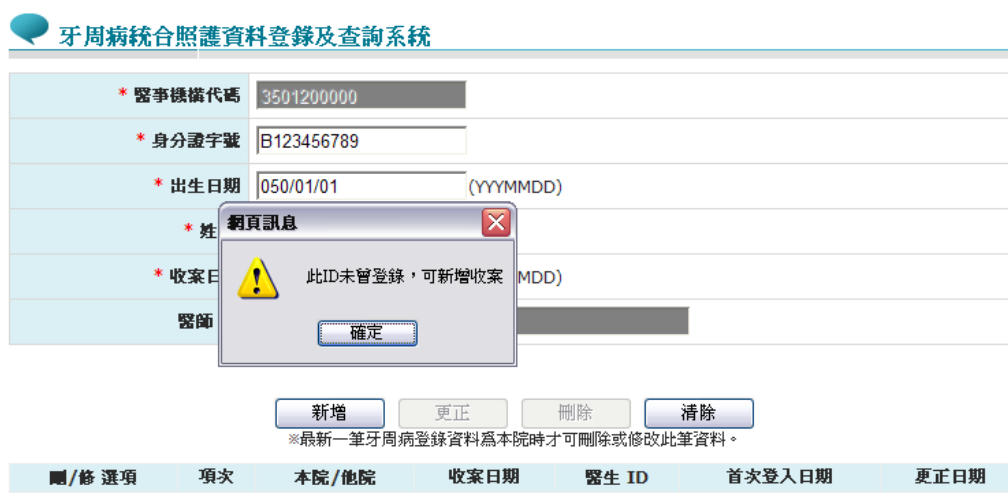 牙周病統合照護資料登錄及查詢系統
* 醫事機構代碼 3501200000
* 身分證字號 B123456789
* 出生日期 050/01/01 (YYYMMDD)
* 姓
網頁訊息
* 收案日 MDD)
此ID未曾登錄，可新增收案
醫師
確定
新增 更正 刪除 清除
※最新一筆牙周病登錄資料為本院時才可刪除或修改此筆資料。
刪/修 選項 項次 本院/他院 收案日期 醫生 ID 首次登入日期 更正日期